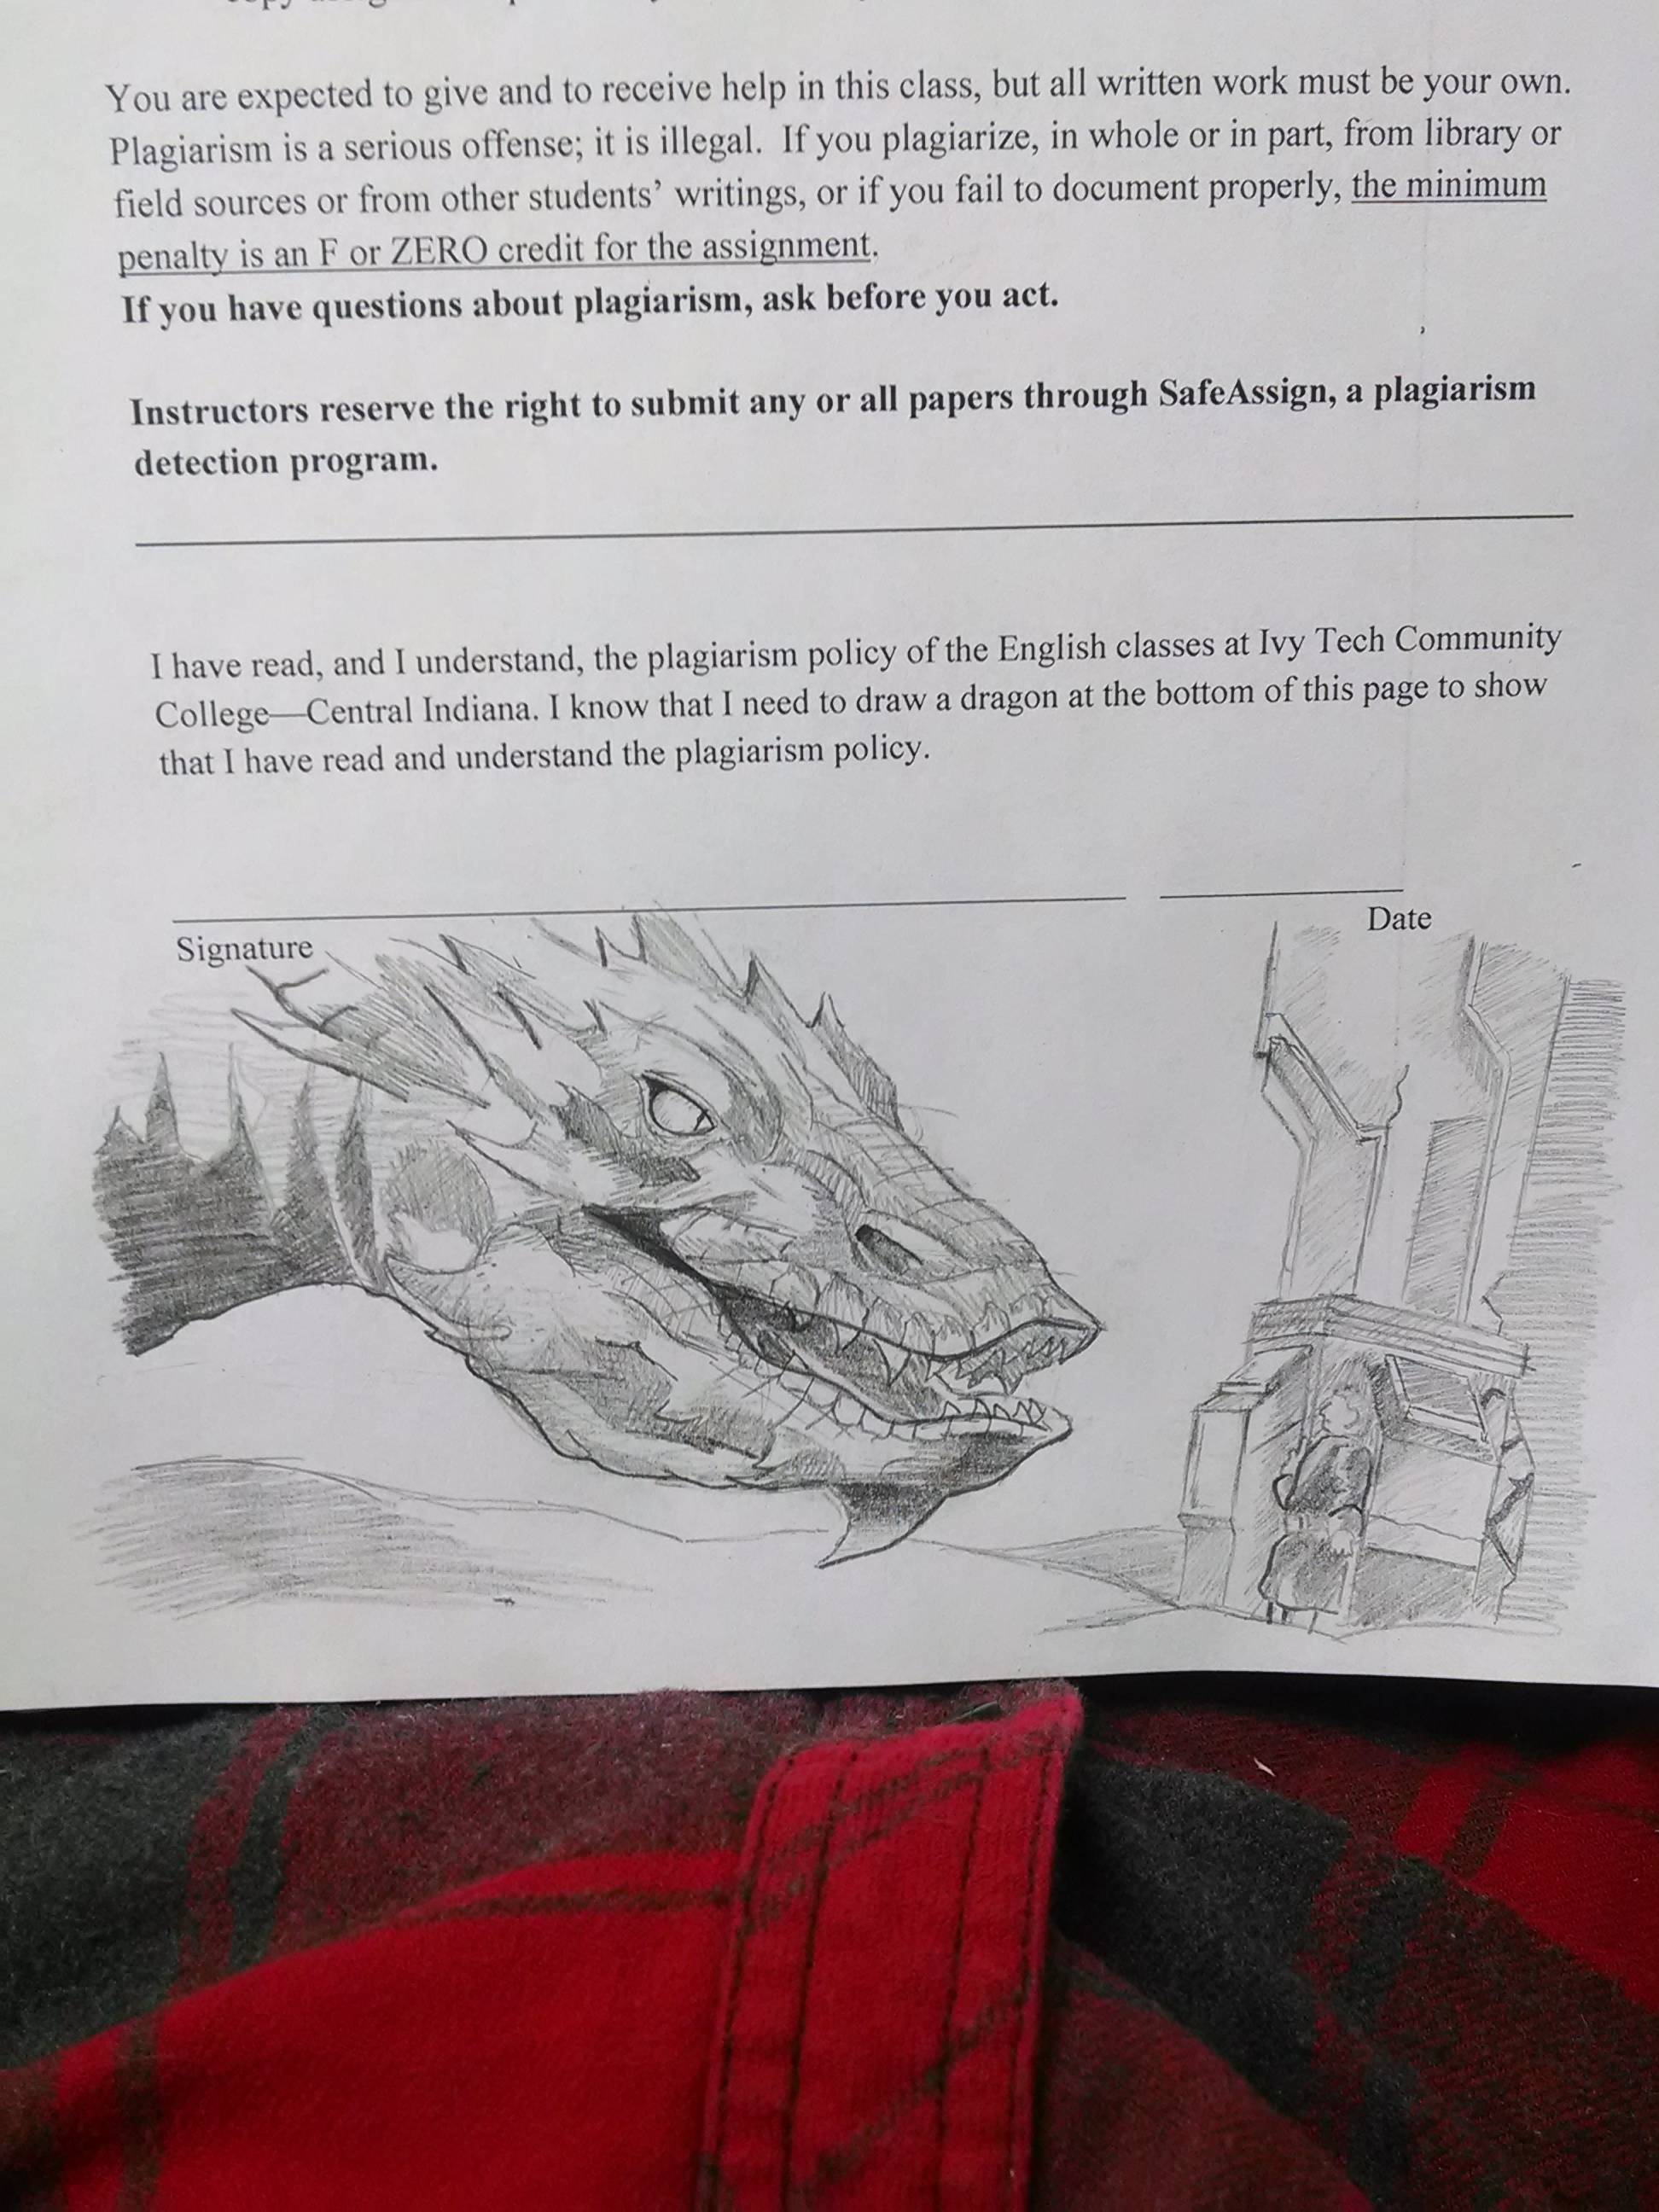 You are expected to give and to receive help in this class, but all written work must be your own.
Plagiarism is a serious offense; it is illegal.  If you plagiarize, in whole or in part, from library or
field sources or from other students’ writings, or if you fail to document properly, the minimum
penalty is an F or ZERO credit for the assignment.
If you have questions about plagiarism, ask before you act.
Instructors reserve the right to submit any or all papers through SafeAssign, a plagiarism
detection program.
I have read, and I understand, the plagiarism policy of the English classes at Ivy Tech Community
College—Central Indiana. I know that I need to draw a dragon at the bottom of this page to show
that I have read and understand the plagiarism policy.
Signature
Date